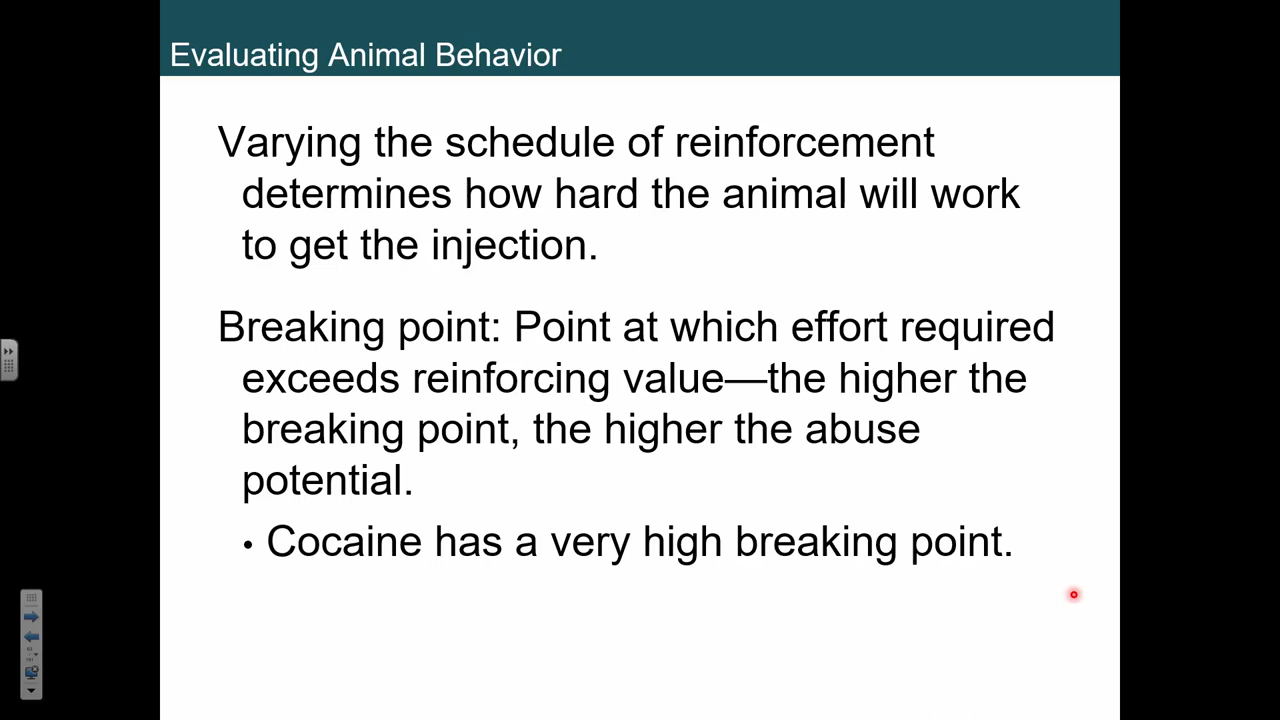 Evaluating Animal Behavior
Varying the schedule of reinforcement
determines how hard the animal will work
to get the injection.
Breaking point: Point at which effort required
exceeds reinforcing value—the higher the
breaking point, the higher the abuse
potential.
• Cocaine has a very high breaking point.